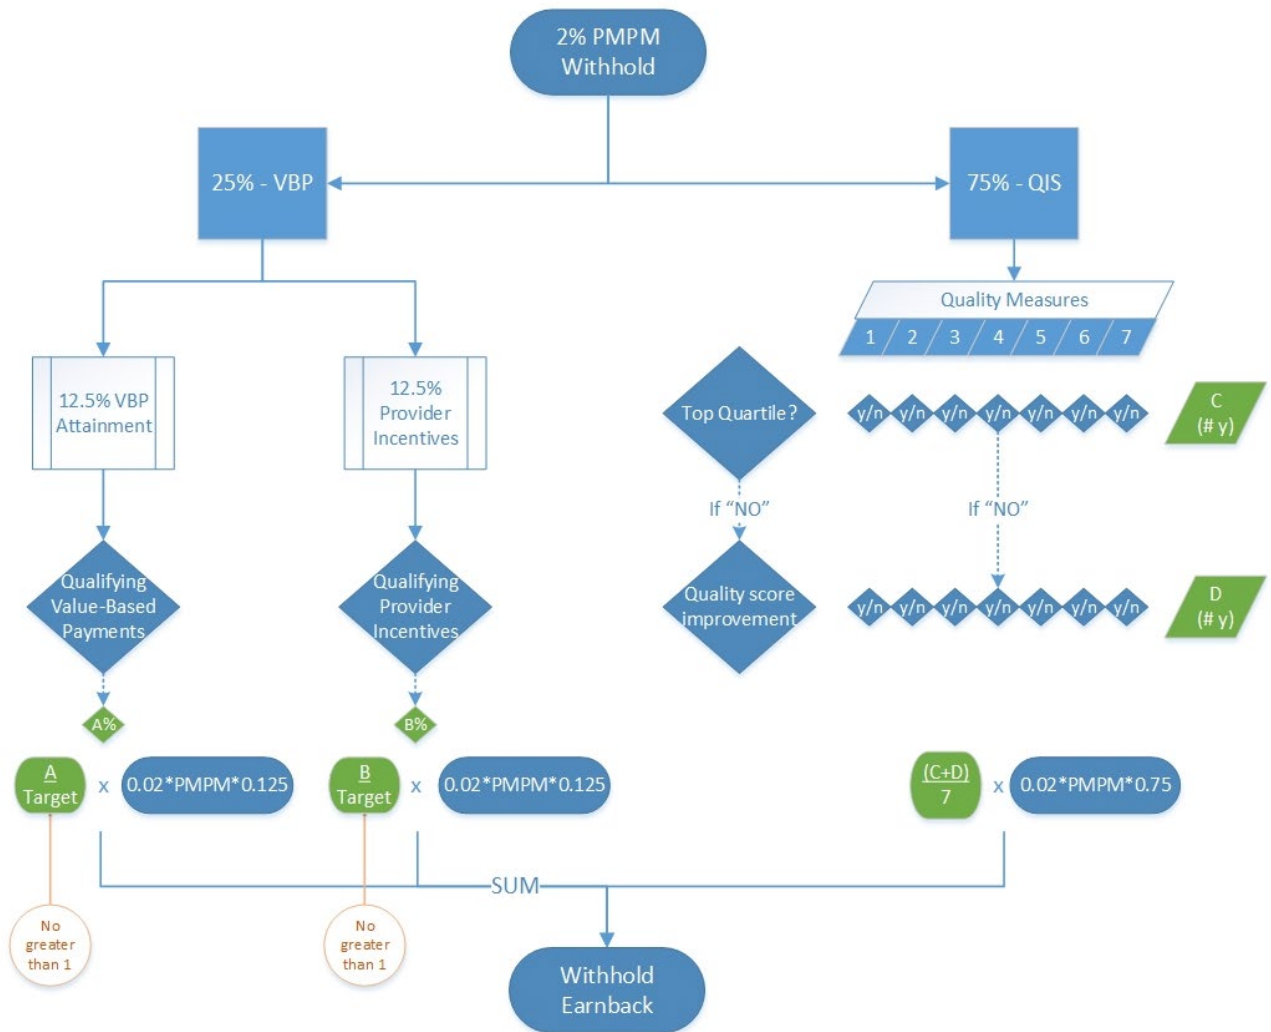 2% PMPM
Withhold
25% - VBP
75% - QIS
Quality Measures
1 2 3 4 5 6 7
12.5% VBP
Attainment
12.5%
Provider
Incentives
Top Quartile?
y/n y/n y/n y/n y/n y/n y/n
C
(# y)
If “NO”
If “NO”
Qualifying
Value-Based
Payments
Qualifying
Provider
Incentives
Quality score
improvement
y/n y/n y/n y/n y/n y/n y/n
D
(# y)
A%
B%
A
Target
x
0.02*PMPM*0.125
B
Target
x
0.02*PMPM*0.125
(C+D)
7
x
0.02*PMPM*0.75
SUM
No
greater
than 1
No
greater
than 1
Withhold
Earnback